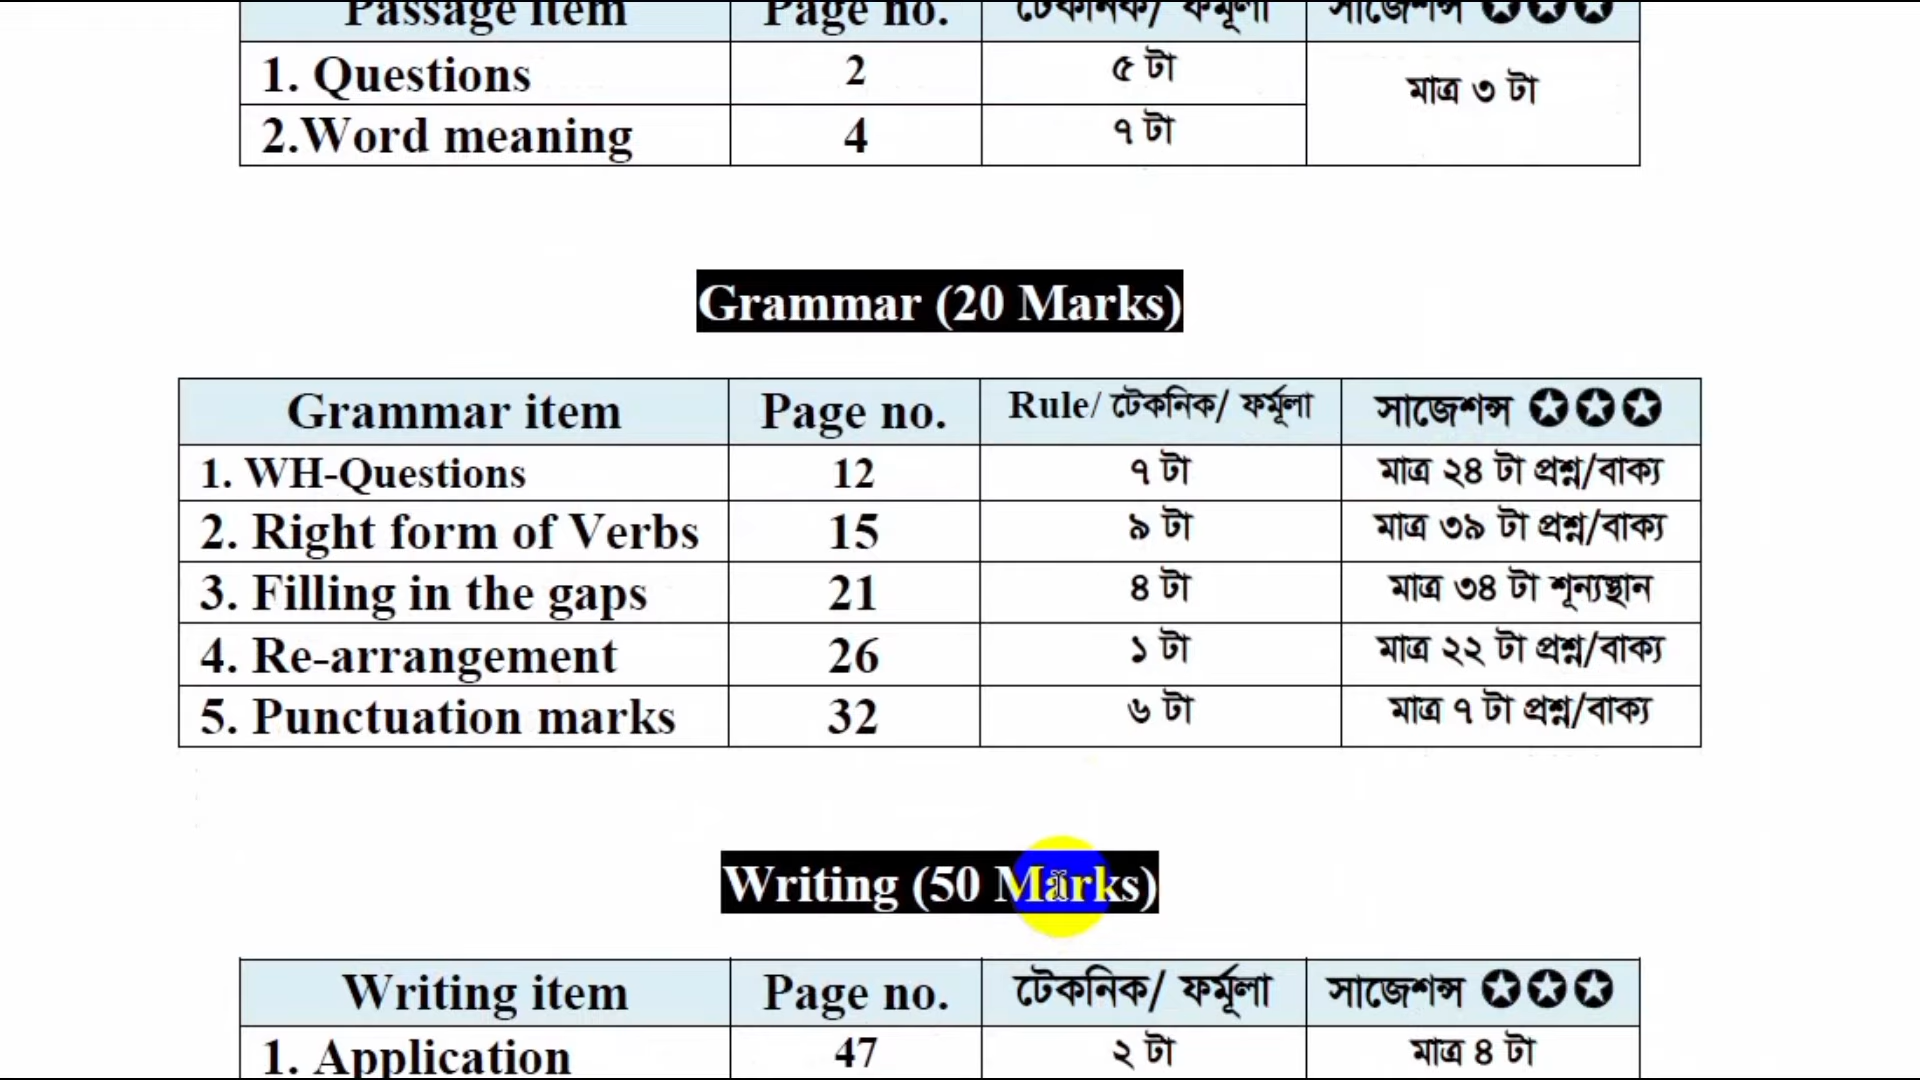 Passage item Page no. টেকনিক/ ফর্মূলা সাজেশন্স ✪✪✪
1. Questions 2 ৫ টা মাত্র ৩ টা
2.Word meaning 4 ৭ টা
Grammar (20 Marks)
Grammar item Page no. Rule/ টেকনিক/ ফর্মূলা সাজেশন্স ✪✪✪
1. WH-Questions 12 ৭ টা মাত্র ২৪ টা প্রশ্ন/বাক্য
2. Right form of Verbs 15 ৯ টা মাত্র ৩৯ টা প্রশ্ন/বাক্য
3. Filling in the gaps 21 ৪ টা মাত্র ৩৪ টা শূন্যস্থান
4. Re-arrangement 26 ১ টা মাত্র ২২ টা প্রশ্ন/বাক্য
5. Punctuation marks 32 ৬ টা মাত্র ৭ টা প্রশ্ন/বাক্য
Writing (50 Marks)
Writing item Page no. টেকনিক/ ফর্মূলা সাজেশন্স ✪✪✪
1. Application 47 ২ টা মাত্র ৪ টা